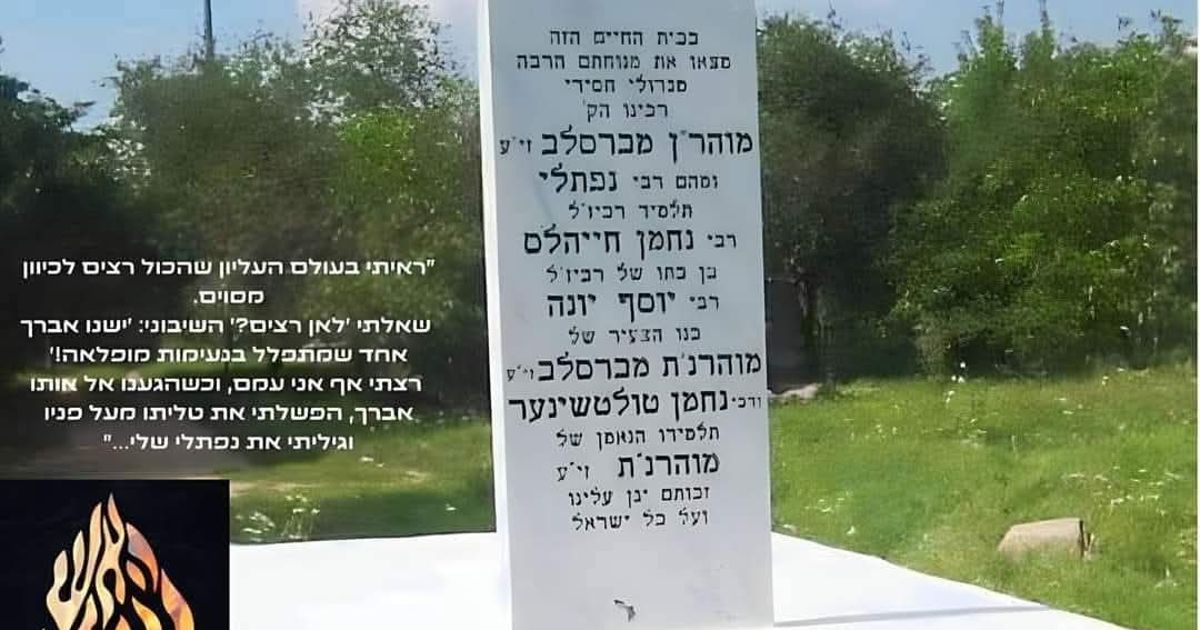 בבית החיים הזה
מצאו את מנוחתם הרבה
מגדולי חסידי
רבינו הק'
מוהר"ן מברסלב זי"ע
ומהם רבי נפתלי
תלמיד רביז"ל
רבי נחמן חייהלס
בן בתו של רביז"ל
רבי יוסף יונה
בנו הצעיר של
מוהרנ"ת מברסלב זי"ע
ורבי נחמן טולטשינער
תלמידו הנאמן של
מוהרנ"ת זי"ע
זכותם יגן עלינו
ועל כל ישראל
"ראיתי בעולם העליון שהכול רצים לכיוון
מסוים.
שאלתי 'לאן רצים?' השיבוני: 'ישנו אברך
אחד שמתפלל בנעימות מופלאה!'
רצתי אף אני עמם, וכשהגענו אל אותו
אברך, הפשלתי את טליתו מעל פניו
וגיליתי את נפתלי שלי..."